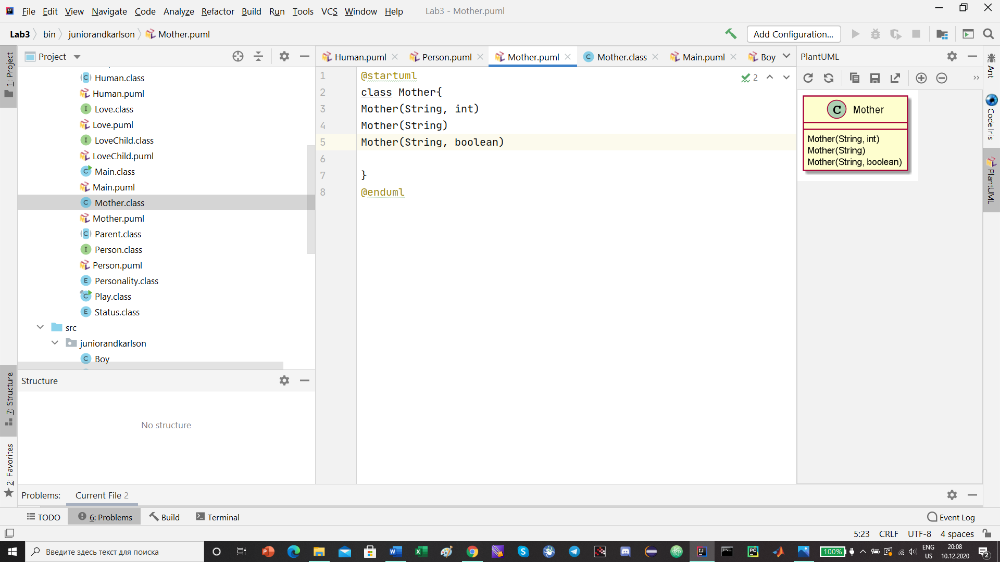 File Edit View Navigate Code Analyze Refactor Build Run Tools VCS Window Help Lab3 - Mother.puml
Lab3 bin juniorandkarlson Mother.puml Add Configuration...
1: Project
Project
Human.class
Human.puml
Love.class
Love.puml
LoveChild.class
LoveChild.puml
Main.class
Main.puml
Mother.class
Mother.puml
Parent.class
Person.class
Person.puml
Personality.class
Play.class
Status.class
src
juniorandkarlson
Boy
7: Structure
2: Favorites
Structure
No structure
Human.puml Person.puml Mother.puml Mother.class Main.puml Boy
1 @startuml
2 class Mother{
3 Mother(String, int)
4 Mother(String)
5 Mother(String, boolean)
6
7 }
8 @enduml
2
PlantUML
C Mother
Mother(String, int)
Mother(String)
Mother(String, boolean)
Ant
Code Iris
PlantUML
Problems: Current File 2
TODO 6: Problems Build Terminal Event Log
5:23 CRLF UTF-8 4 spaces
Введите здесь текст для поиска
100%
ENG
US
20:08
10.12.2020
2